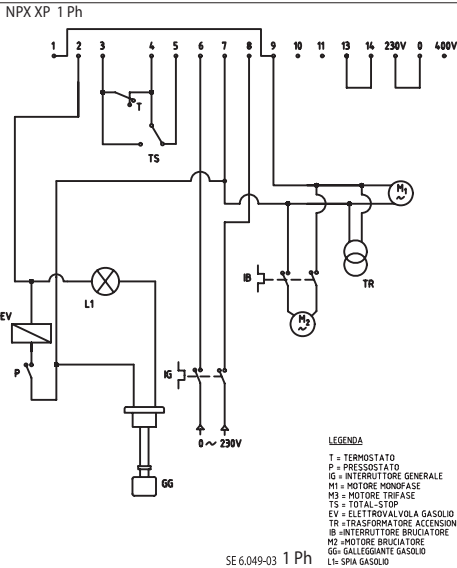 NPX XP 1 Ph
1 2 3 4 5 6 7 8 9 10 11 13 14 230V 0 400V
T
TS
M1
TR
IB
M2
L1
EV
P
IG
0 ~ 230V
GG
LEGENDA
T = TERMOSTATO
P = PRESSOSTATO
IG = INTERRUTTORE GENERALE
M1 = MOTORE MONOFASE
M3 = MOTORE TRIFASE
TS = TOTAL-STOP
EV = ELETTROVALVOLA GASOLIO
TR =TRASFORMATORE ACCENSION
IB =INTERRUTTORE BRUCIATORE
M2 =MOTORE BRUCIATORE
GG= GALLEGGIANTE GASOLIO
L1= SPIA GASOLIO
SE 6.049-03 1 Ph